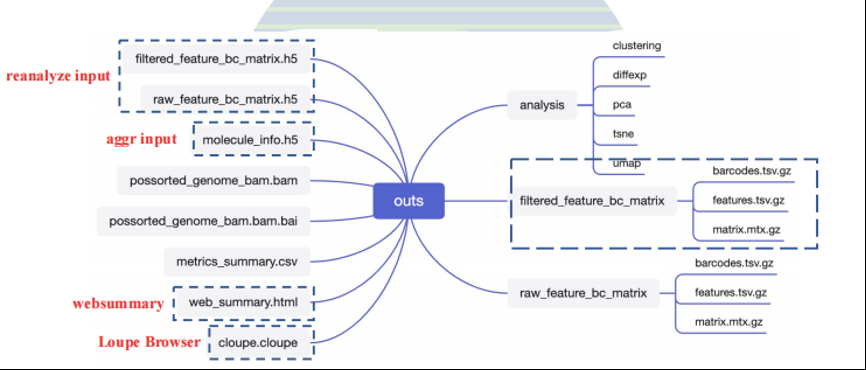 reanalyze input
filtered_feature_bc_matrix.h5
raw_feature_bc_matrix.h5
aggr input
molecule_info.h5
possorted_genome_bam.bam
possorted_genome_bam.bam.bai
metrics_summary.csv
websummary
web_summary.html
Loupe Browser
cloupe.cloupe
outs
analysis
clustering
diffexp
pca
tsne
umap
filtered_feature_bc_matrix
barcodes.tsv.gz
features.tsv.gz
matrix.mtx.gz
raw_feature_bc_matrix
barcodes.tsv.gz
features.tsv.gz
matrix.mtx.gz